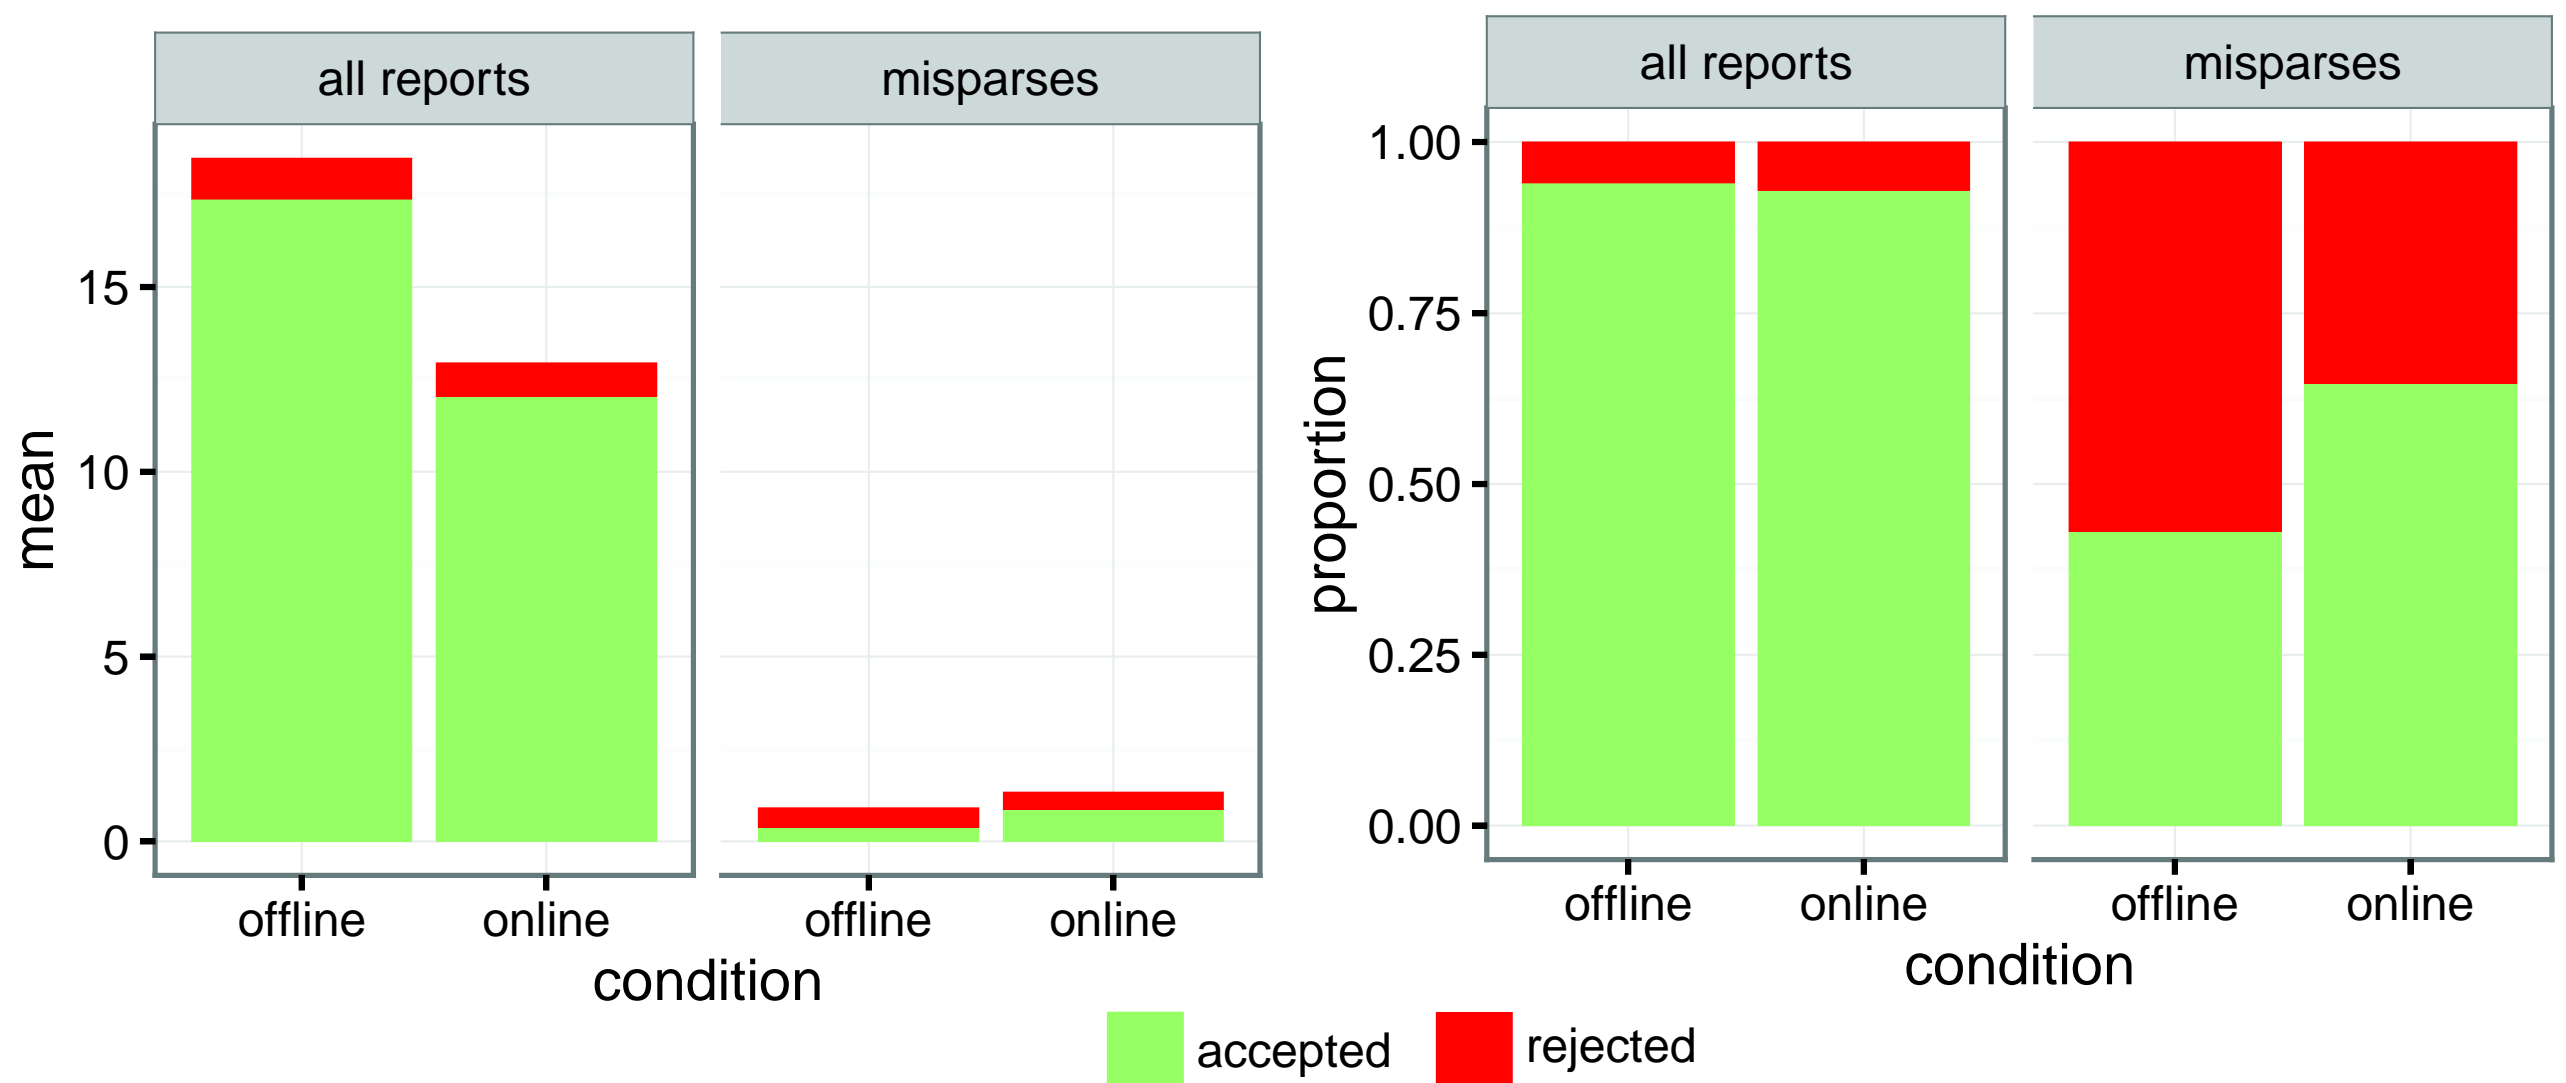 all reports misparses
mean
15
10
5
0
offline online offline online
condition
all reports misparses
proportion
1.00
0.75
0.50
0.25
0.00
offline online offline online
condition
accepted rejected